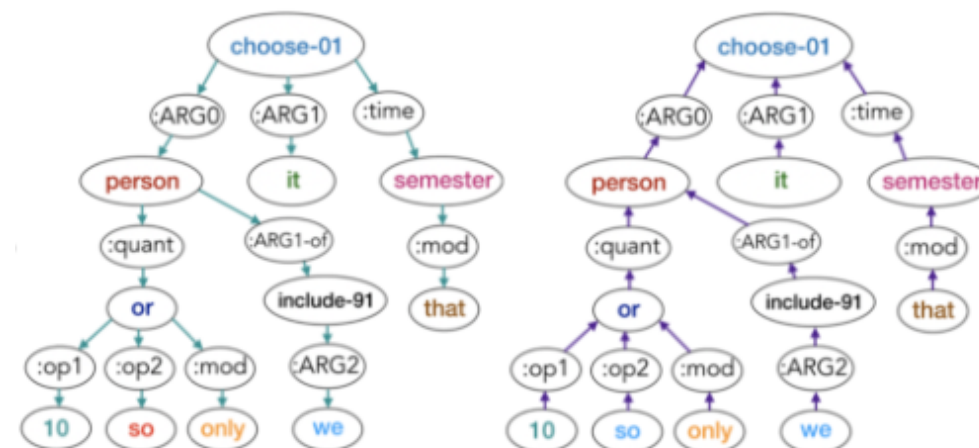 choose-01 choose-01
:ARG0 :ARG1 :time :ARG0 :ARG1 :time
person it semester person it semester
:quant :ARG1-of :mod :quant :ARG1-of :mod
or include-91 that or include-91 that
:op1 :op2 :mod :ARG2 :op1 :op2 :mod :ARG2
10 so only we 10 so only we